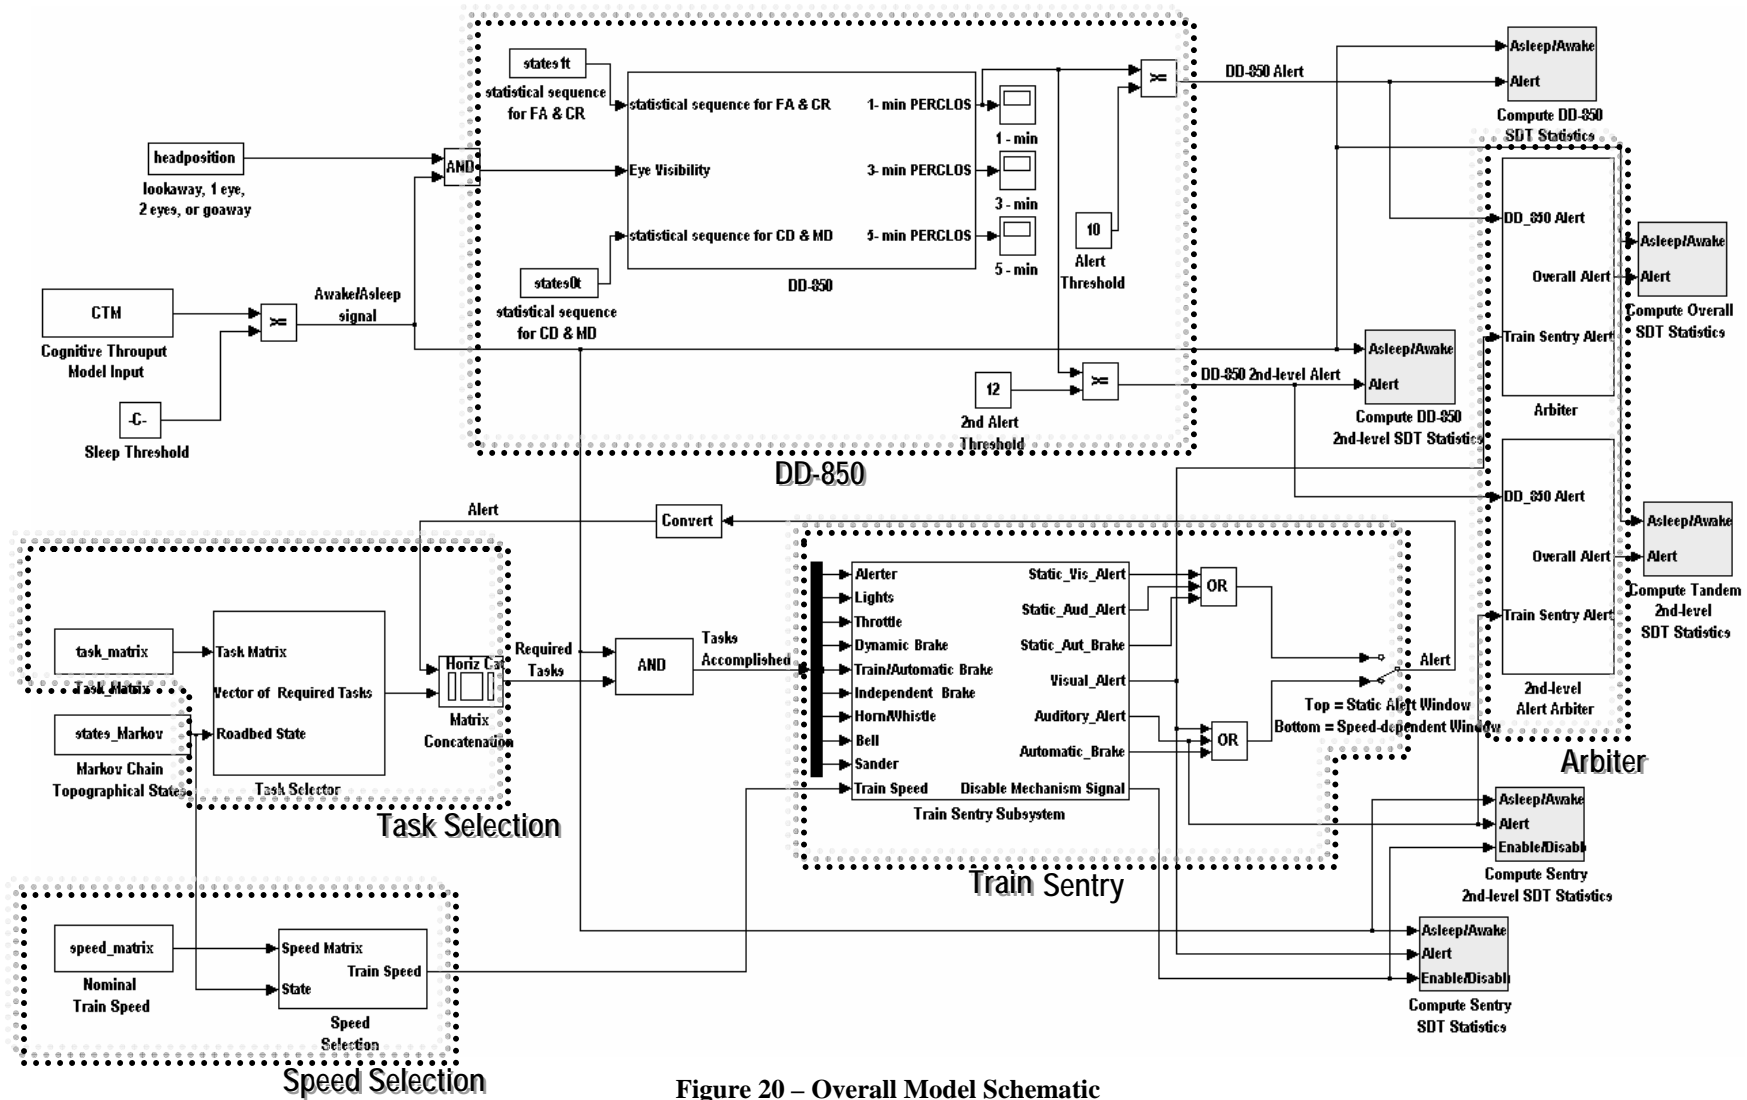 states1t
statistical sequence
for FA & CR
headposition
lookaway, 1 eye,
2 eyes, or goaway
AND
statistical sequence for FA & CR
Eye Visibility
statistical sequence for CD & MD
1- min PERCLOS
3- min PERCLOS
5- min PERCLOS
DD-850
1 - min
3 - min
5 - min
states0t
statistical sequence
for CD & MD
10
Alert
Threshold
>=
DD-850 Alert
Asleep/Awake
Alert
Compute DD-850
SDT Statistics
CTM
Cognitive Throuput
Model Input
>=
Awake/Asleep
signal
-C-
Sleep Threshold
12
2nd Alert
Threshold
>=
DD-850 2nd-level Alert
Asleep/Awake
Alert
Compute DD-850
2nd-level SDT Statistics
DD-850
DD_850 Alert
Overall Alert
Train Sentry Alert
Arbiter
Asleep/Awake
Alert
Compute Overall
SDT Statistics
DD_850 Alert
Overall Alert
Train Sentry Alert
2nd-level
Alert Arbiter
Asleep/Awake
Alert
Compute Tandem
2nd-level
SDT Statistics
Arbiter
Alert
Convert
task_matrix
Task_Matrix
states_Markov
Markov Chain
Topographical States
Task Matrix
Vector of Required Tasks
Roadbed State
Task Selector
Horiz Cat
Matrix
Concatenation
Required
Tasks
AND
Tasks
Accomplished
Task Selection
Alerter
Lights
Throttle
Dynamic Brake
Train/Automatic Brake
Independent Brake
Horn/Whistle
Bell
Sander
Train Speed
Static_Vis_Alert
Static_Aud_Alert
Static_Aut_Brake
Visual_Alert
Auditory_Alert
Automatic_Brake
Disable Mechanism Signal
Train Sentry Subsystem
OR
OR
Alert
Top = Static Alert Window
Bottom = Speed-dependent Window
Train Sentry
Asleep/Awake
Alert
Enable/Disabl
Compute Sentry
2nd-level SDT Statistics
Asleep/Awake
Alert
Enable/Disabl
Compute Sentry
SDT Statistics
speed_matrix
Nominal
Train Speed
Speed Matrix
Train Speed
State
Speed
Selection
Speed Selection
Figure 20 – Overall Model Schematic